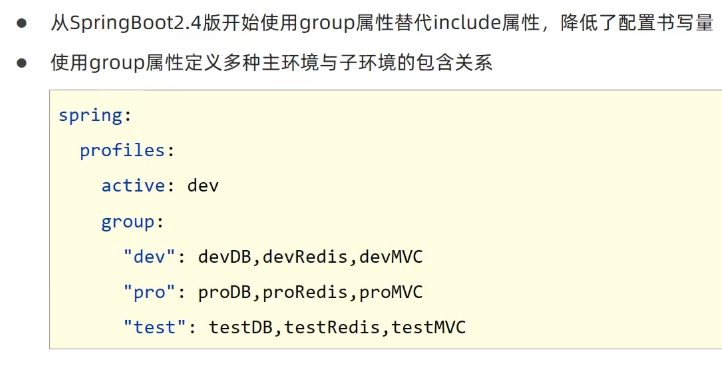 ● 从SpringBoot2.4版开始使用group属性替代include属性，降低了配置书写量
● 使用group属性定义多种主环境与子环境的包含关系
spring:
  profiles:
    active: dev
    group:
      "dev": devDB,devRedis,devMVC
      "pro": proDB,proRedis,proMVC
      "test": testDB,testRedis,testMVC